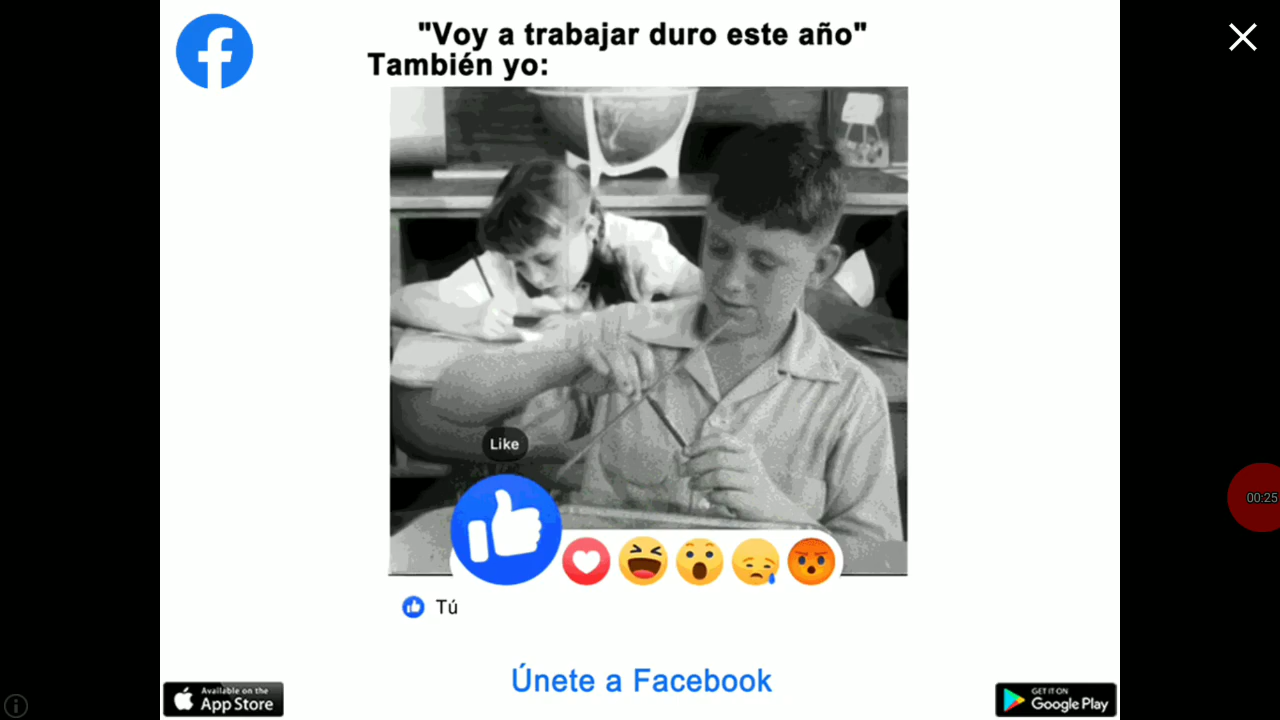 "Voy a trabajar duro este año"
También yo:
Like
00:25
Tú
Únete a Facebook
Available on the
App Store
GET IT ON
Google Play